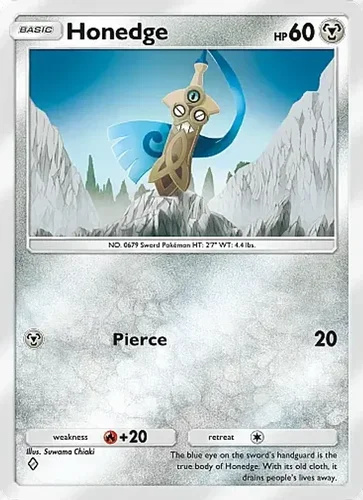 BASIC Honedge HP 60
NO. 0679 Sword Pokémon HT: 2'7" WT: 4.4 lbs.
Pierce 20
weakness +20 retreat
Illus. Suwama Chiaki
The blue eye on the sword's handguard is the
true body of Honedge. With its old cloth, it
drains people's lives away.